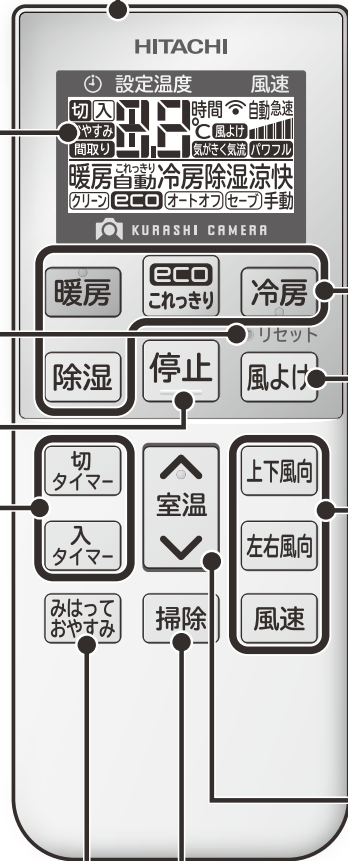 HITACHI
設定温度 風速
切 入 8.8 時間 自動 急速
おやすみ ℃ 風よけ
間取り 気がきく気流 パワフル
これっきり
暖房自動冷房除湿涼快
クリーン eco オートオフ セーブ 手動
KURASHI CAMERA
暖房 eco これっきり 冷房
リセット
除湿 停止 風よけ
切タイマー 室温 上下風向
入タイマー 左右風向
みはっておやすみ 掃除 風速